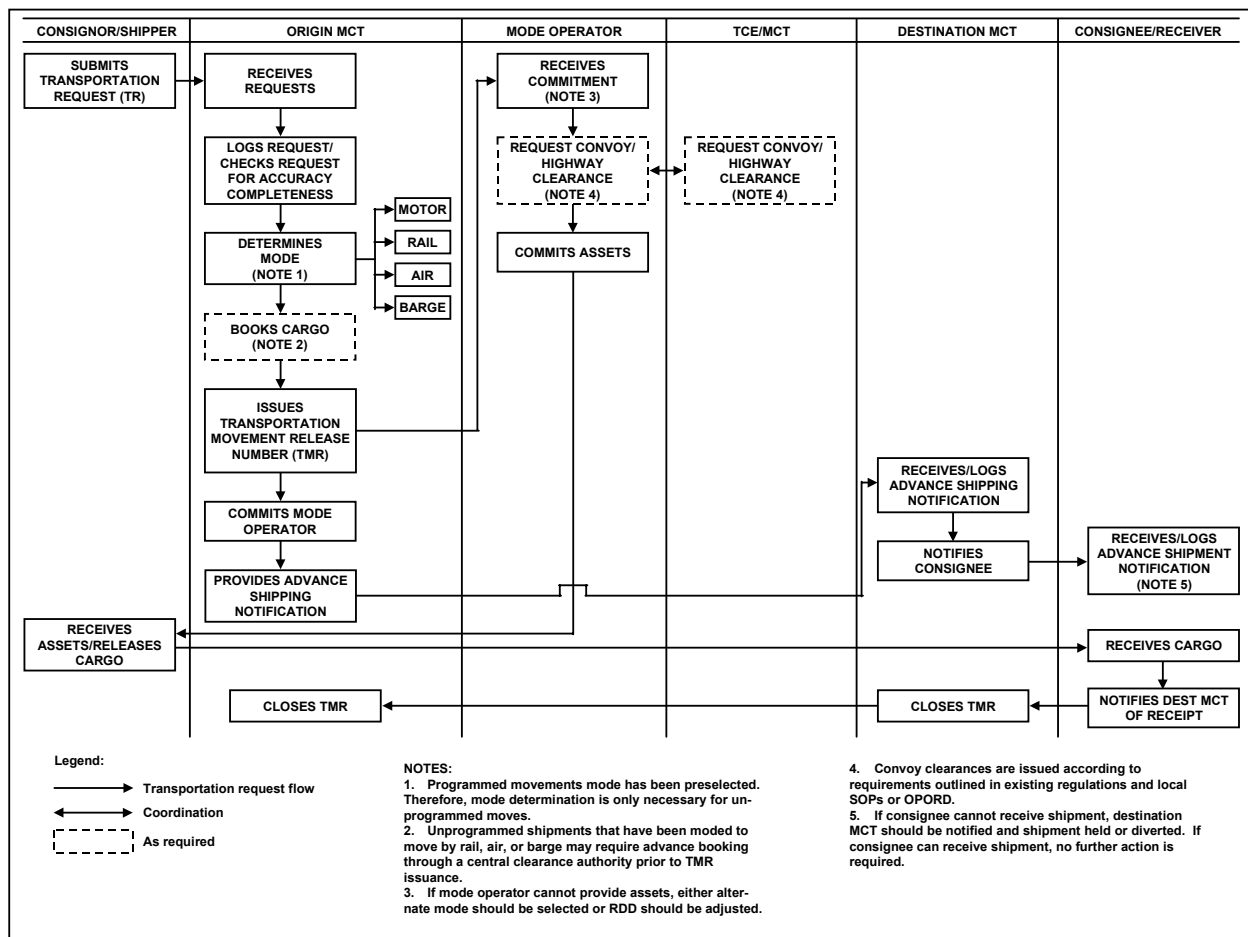 CONSIGNOR/SHIPPER
ORIGIN MCT
MODE OPERATOR
TCE/MCT
DESTINATION MCT
CONSIGNEE/RECEIVER
SUBMITS
TRANSPORTATION
REQUEST (TR)
RECEIVES
REQUESTS
LOGS REQUEST/
CHECKS REQUEST
FOR ACCURACY
COMPLETENESS
DETERMINES
MODE
(NOTE 1)
MOTOR
RAIL
AIR
BARGE
BOOKS CARGO
(NOTE 2)
ISSUES
TRANSPORTATION
MOVEMENT RELEASE
NUMBER (TMR)
COMMITS MODE
OPERATOR
PROVIDES ADVANCE
SHIPPING
NOTIFICATION
RECEIVES
COMMITMENT
(NOTE 3)
REQUEST CONVOY/
HIGHWAY
CLEARANCE
(NOTE 4)
REQUEST CONVOY/
HIGHWAY
CLEARANCE
(NOTE 4)
COMMITS ASSETS
RECEIVES/LOGS
ADVANCE SHIPPING
NOTIFICATION
NOTIFIES
CONSIGNEE
RECEIVES/LOGS
ADVANCE SHIPMENT
NOTIFICATION
(NOTE 5)
RECEIVES
ASSETS/RELEASES
CARGO
RECEIVES CARGO
NOTIFIES DEST MCT
OF RECEIPT
CLOSES TMR
CLOSES TMR
Legend:
Transportation request flow
Coordination
As required
NOTES:
1. Programmed movements mode has been preselected.
Therefore, mode determination is only necessary for un-
programmed moves.
2. Unprogrammed shipments that have been moded to
move by rail, air, or barge may require advance booking
through a central clearance authority prior to TMR
issuance.
3. If mode operator cannot provide assets, either alter-
nate mode should be selected or RDD should be adjusted.
4. Convoy clearances are issued according to
requirements outlined in existing regulations and local
SOPs or OPORD.
5. If consignee cannot receive shipment, destination
MCT should be notified and shipment held or diverted. If
consignee can receive shipment, no further action is
required.